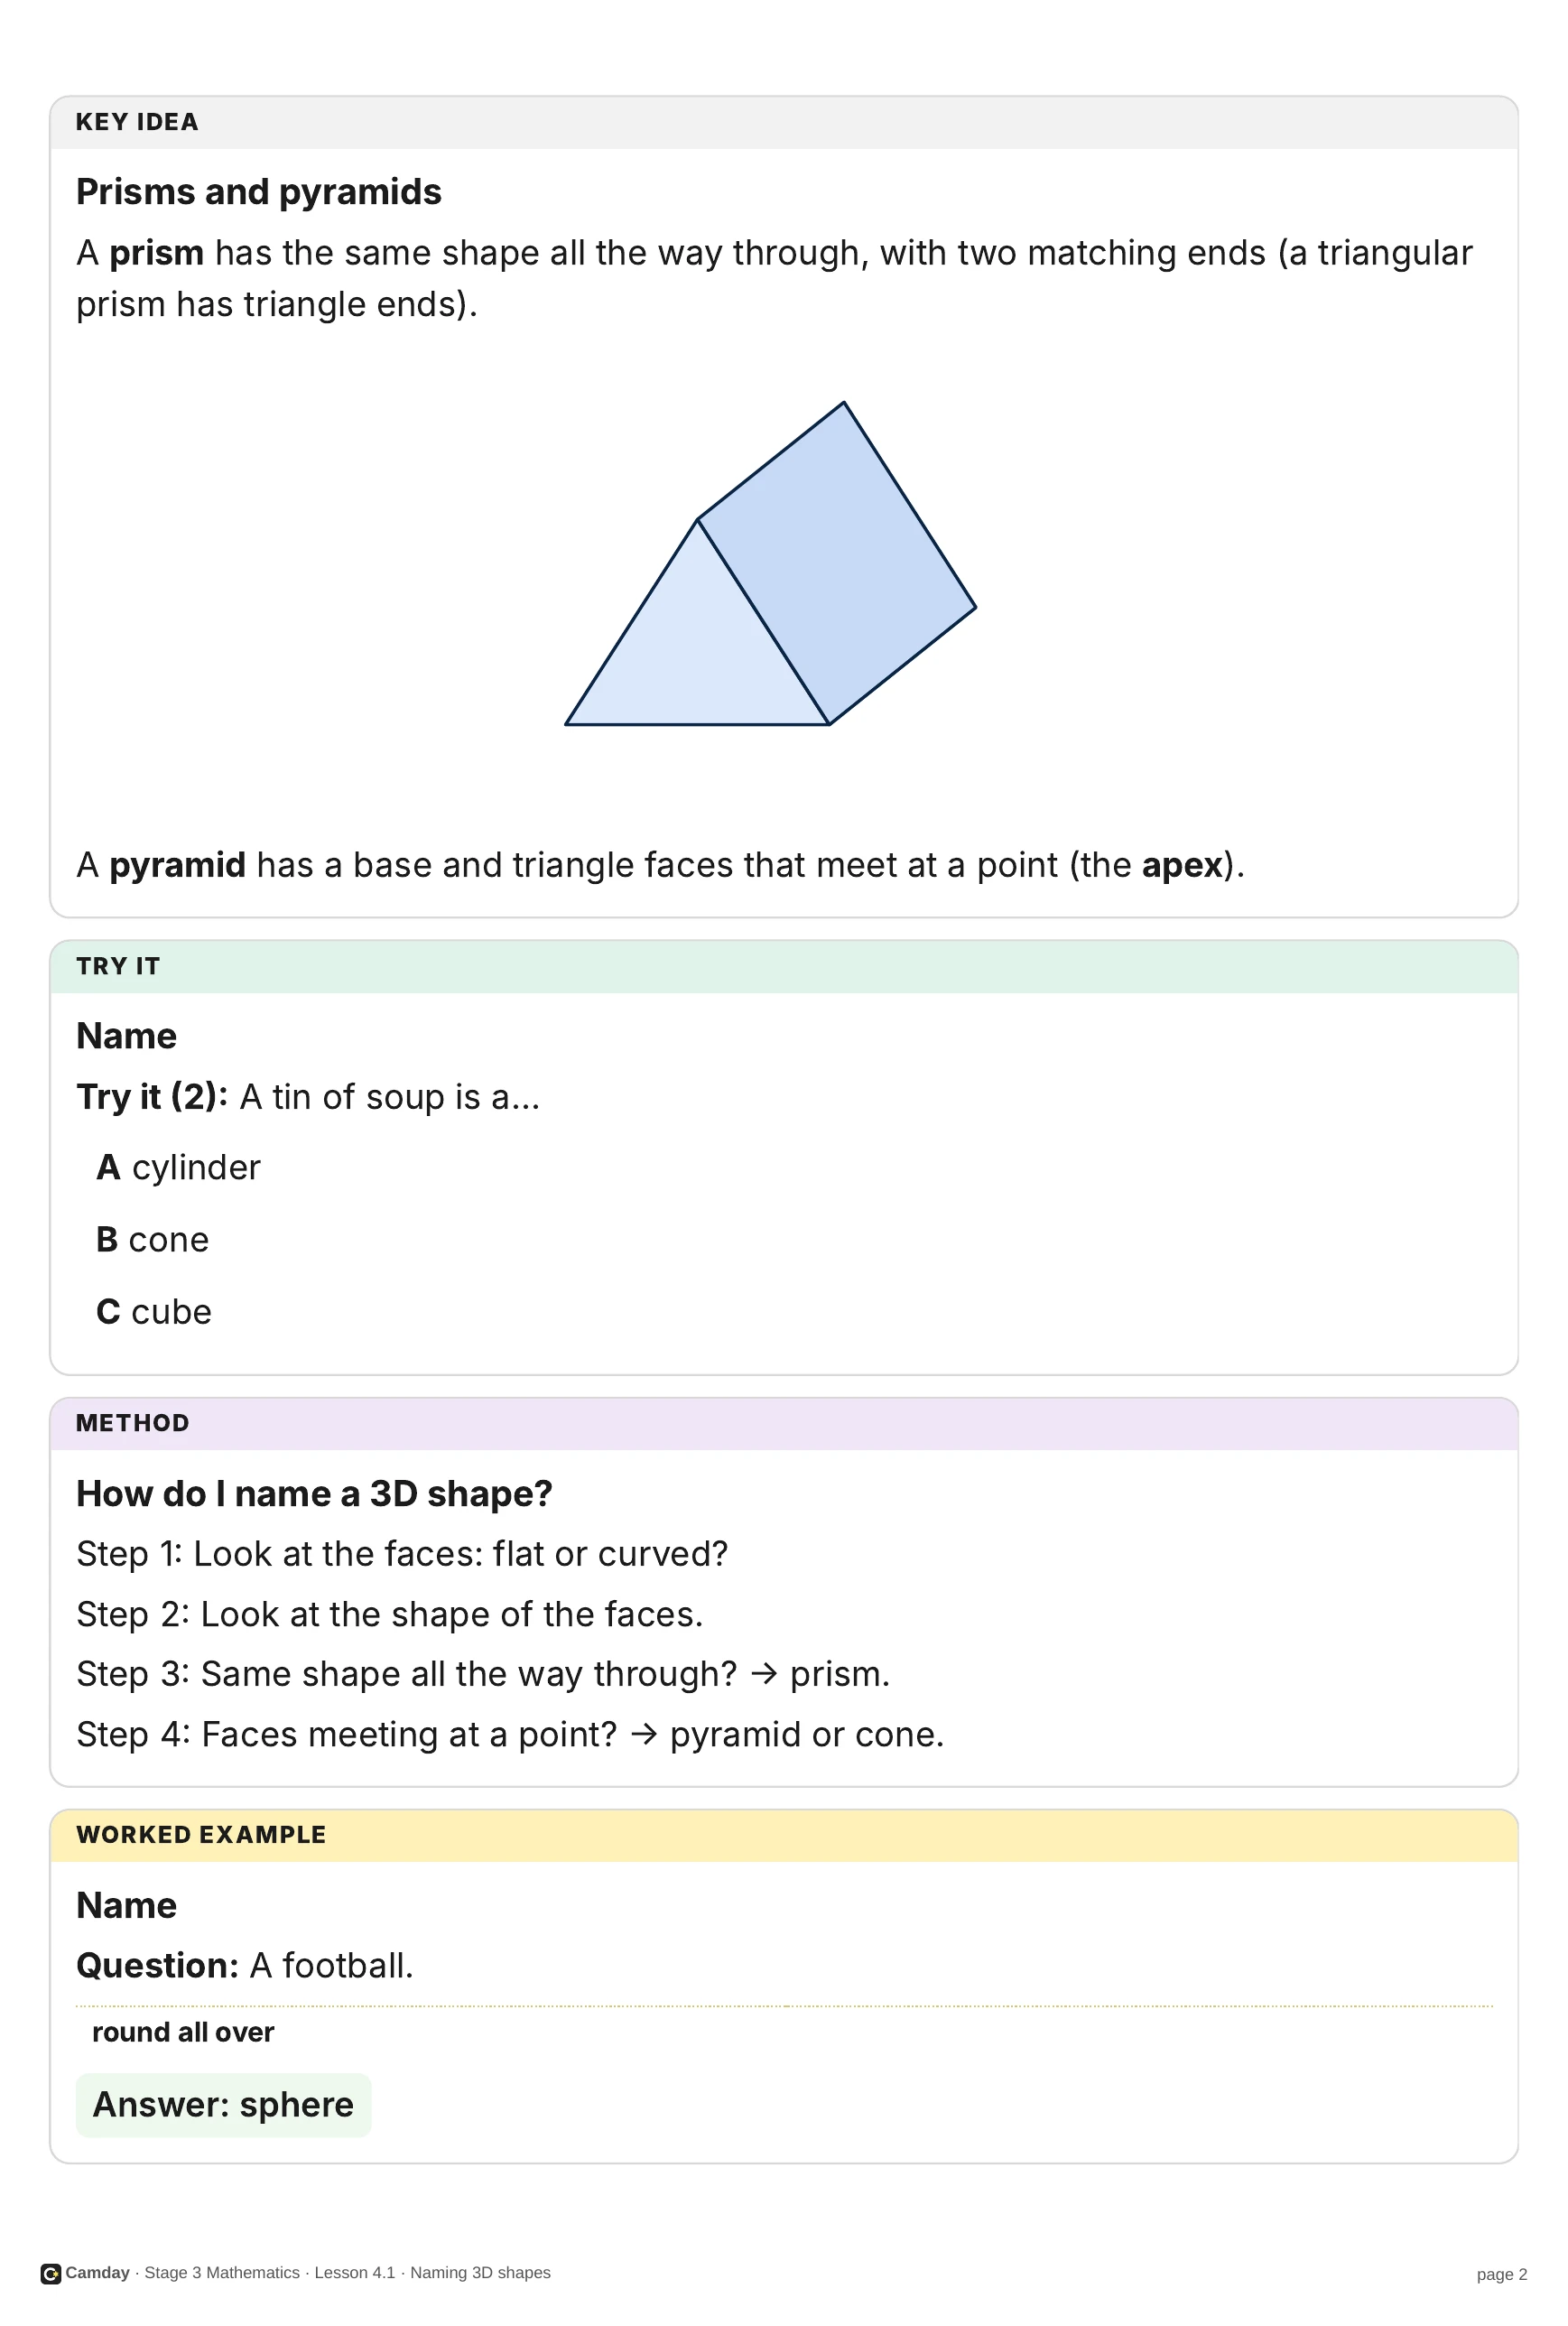 KEY IDEA
Prisms and pyramids
A prism has the same shape all the way through, with two matching ends (a triangular
prism has triangle ends).
A pyramid has a base and triangle faces that meet at a point (the apex).
TRY IT
Name
Try it (2): A tin of soup is a...
A cylinder
B cone
C cube
METHOD
How do I name a 3D shape?
Step 1: Look at the faces: flat or curved?
Step 2: Look at the shape of the faces.
Step 3: Same shape all the way through? → prism.
Step 4: Faces meeting at a point? → pyramid or cone.
WORKED EXAMPLE
Name
Question: A football.
round all over
Answer: sphere
Camday · Stage 3 Mathematics · Lesson 4.1 · Naming 3D shapes
page 2